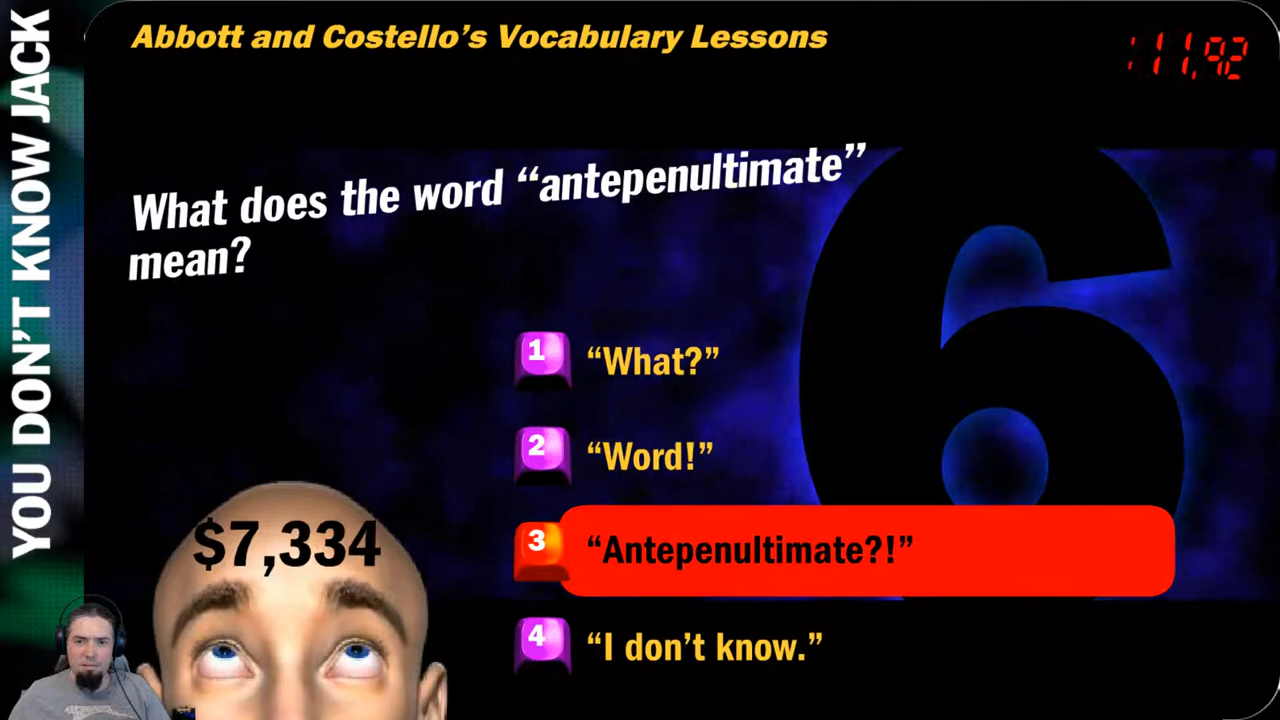 YOU DON'T KNOW JACK
Abbott and Costello's Vocabulary Lessons
:11.92
What does the word “antepenultimate”
mean?
1 “What?”
2 “Word!”
3 “Antepenultimate?!”
4 “I don't know.”
6
$7,334